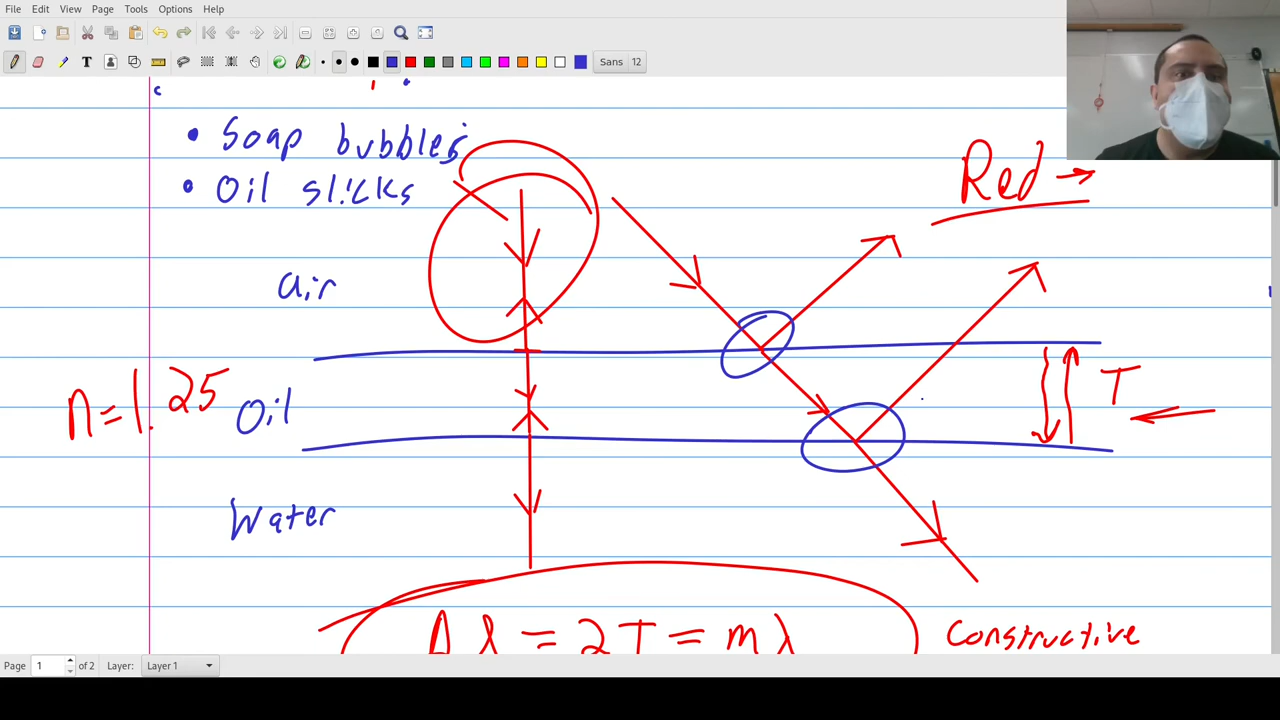 File Edit View Page Tools Options Help
Sans 12
• Soap bubbles
• Oil slicks
Red →
air
n=1.25
Oil
T
Water
Δl = 2T = mλ
Constructive
Page 1 of 2 Layer: Layer 1